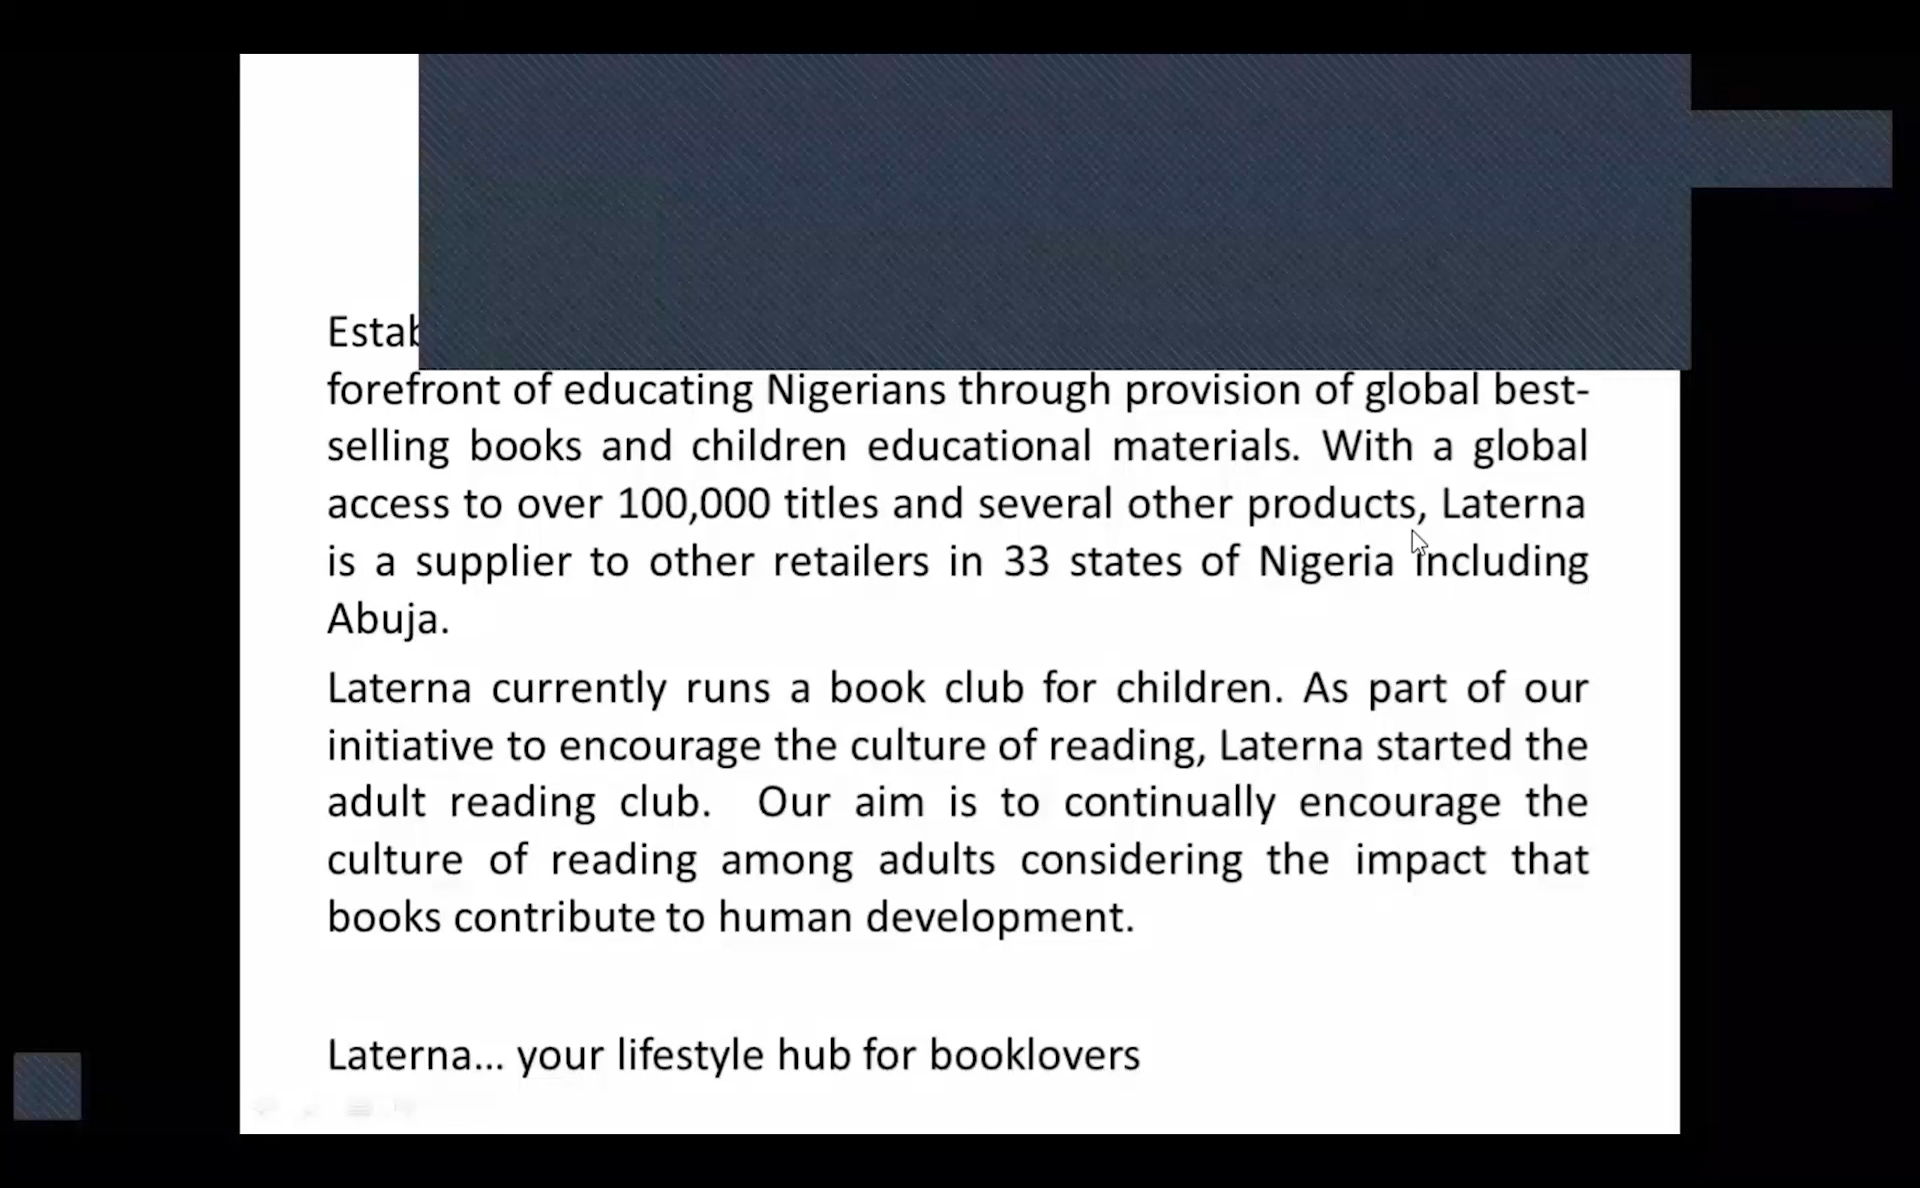 forefront of educating Nigerians through provision of global best-
selling books and children educational materials. With a global
access to over 100,000 titles and several other products, Laterna
is a supplier to other retailers in 33 states of Nigeria including
Abuja.
Laterna currently runs a book club for children. As part of our
initiative to encourage the culture of reading, Laterna started the
adult reading club. Our aim is to continually encourage the
culture of reading among adults considering the impact that
books contribute to human development.
Laterna... your lifestyle hub for booklovers